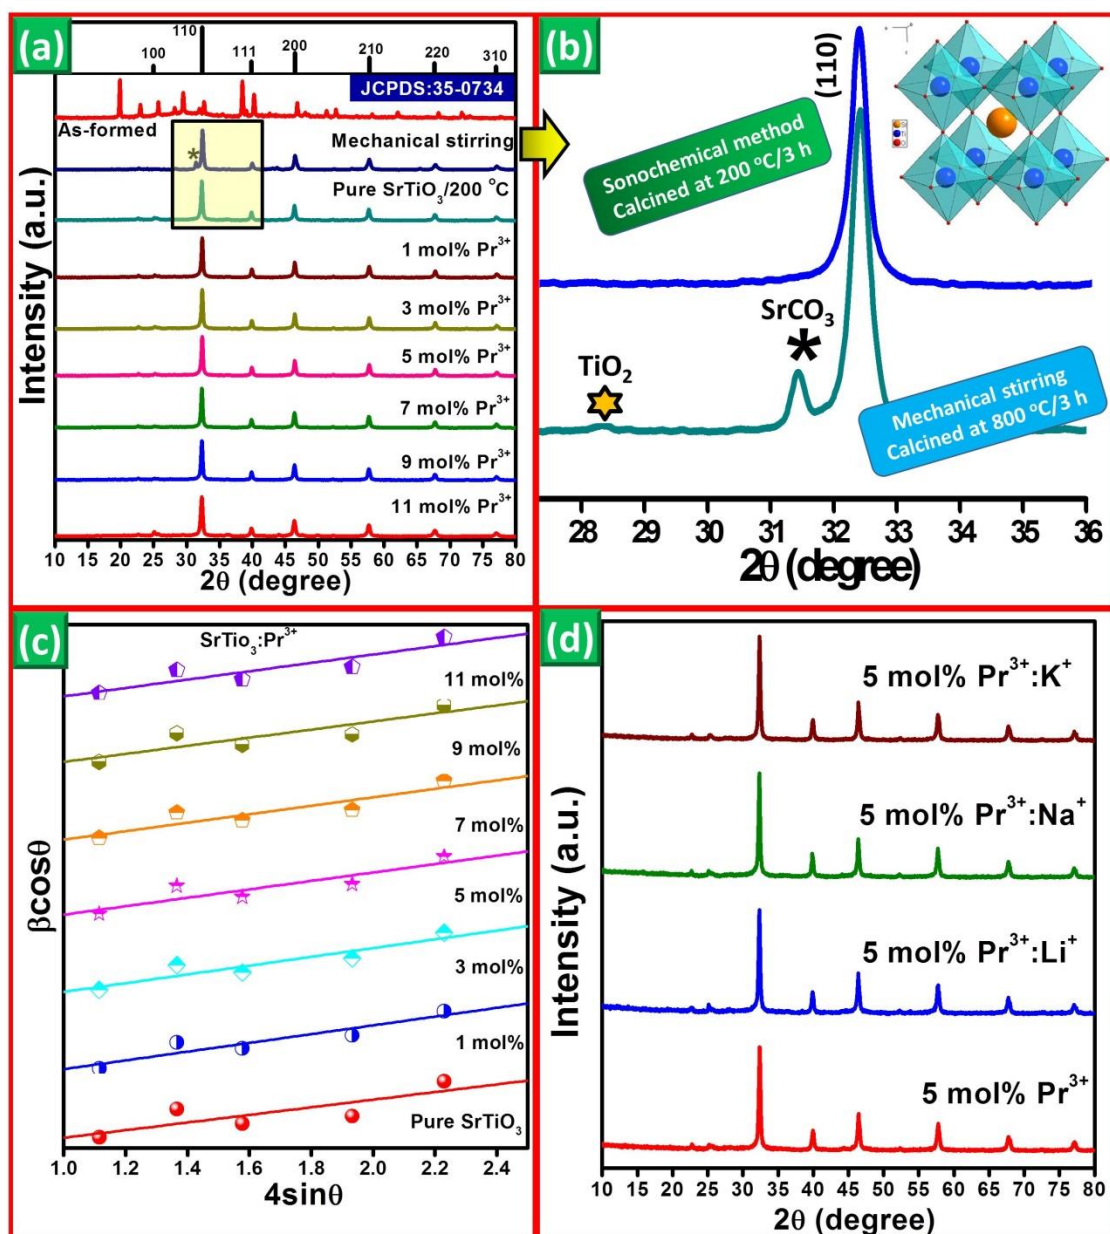 (a)
110
100
111
200
210
220
310
JCPDS:35-0734
As-formed
Mechanical stirring
*
Pure SrTiO₃/200 °C
1 mol% Pr³⁺
3 mol% Pr³⁺
5 mol% Pr³⁺
7 mol% Pr³⁺
9 mol% Pr³⁺
11 mol% Pr³⁺
Intensity (a.u.)
10 15 20 25 30 35 40 45 50 55 60 65 70 75 80
2θ (degree)
(b)
(110)
Sonochemical method
Calcined at 200 °C/3 h
SrCO₃
*
TiO₂
Mechanical stirring
Calcined at 800 °C/3 h
28 29 30 31 32 33 34 35 36
2θ (degree)
(c)
SrTio₃:Pr³⁺
11 mol%
9 mol%
7 mol%
5 mol%
3 mol%
1 mol%
Pure SrTiO₃
βcosθ
1.0 1.2 1.4 1.6 1.8 2.0 2.2 2.4
4sinθ
(d)
5 mol% Pr³⁺:K⁺
5 mol% Pr³⁺:Na⁺
5 mol% Pr³⁺:Li⁺
5 mol% Pr³⁺
Intensity (a.u.)
10 15 20 25 30 35 40 45 50 55 60 65 70 75 80
2θ (degree)